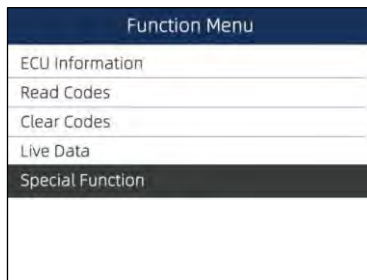 Function Menu
ECU Information
Read Codes
Clear Codes
Live Data
Special Function